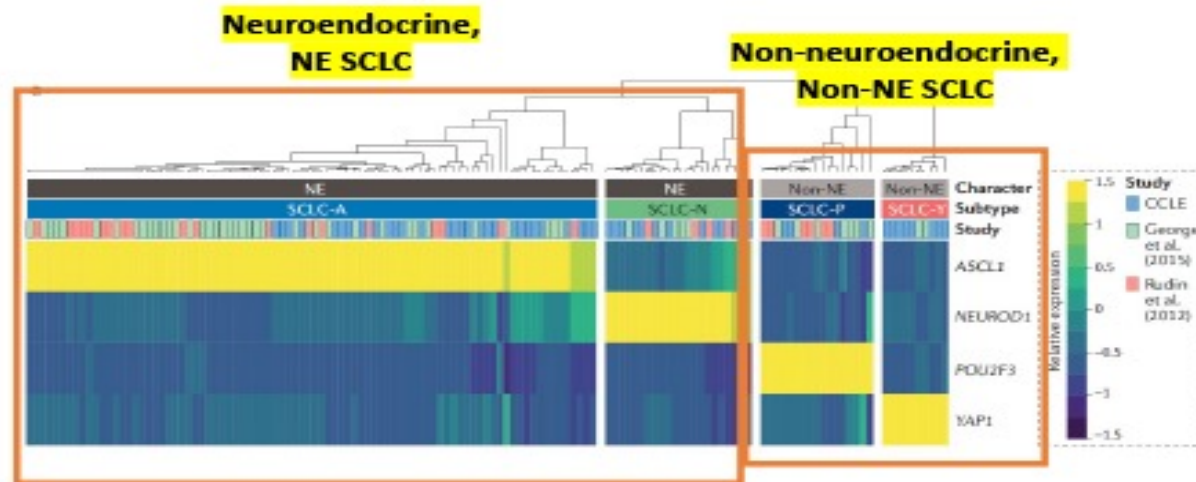 Neuroendocrine,
NE SCLC
Non-neuroendocrine,
Non-NE SCLC
NE NE Non-NE Non-NE Character
SCLC-A SCLC-N SCLC-P SCLC-Y Subtype
Study
ASCL1
NEUROD1
POU2F3
YAP1
Relative expression
1.5
1
0.5
0
-0.5
-1
-1.5
Study
CCLE
George
et al.
(2015)
Rudin
et al.
(2012)